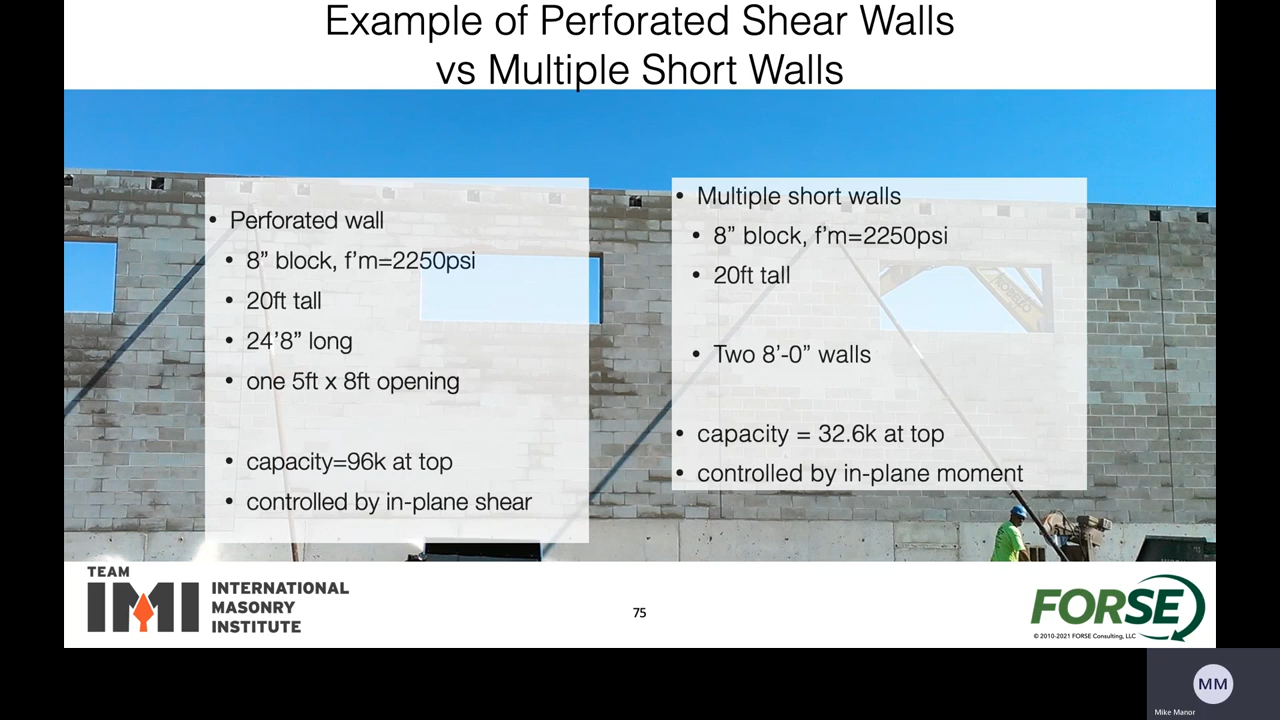 Example of Perforated Shear Walls
vs Multiple Short Walls
• Perforated wall
• 8” block, f’m=2250psi
• 20ft tall
• 24’8” long
• one 5ft x 8ft opening
• capacity=96k at top
• controlled by in-plane shear
• Multiple short walls
• 8” block, f’m=2250psi
• 20ft tall
• Two 8’-0” walls
• capacity = 32.6k at top
• controlled by in-plane moment
TEAM
IMI
INTERNATIONAL
MASONRY
INSTITUTE
75
FORSE
© 2010-2021 FORSE Consulting, LLC
MM
Mike Manor